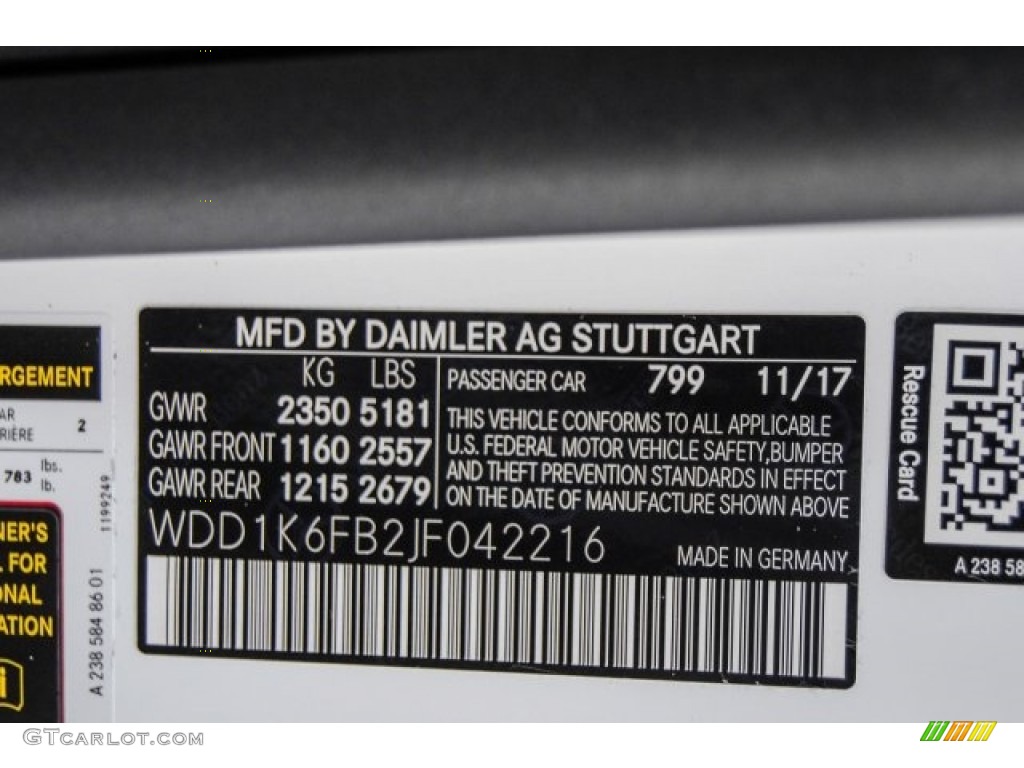 MFD BY DAIMLER AG STUTTGART
KG LBS
GVWR 2350 5181
GAWR FRONT 1160 2557
GAWR REAR 1215 2679
PASSENGER CAR 799 11/17
THIS VEHICLE CONFORMS TO ALL APPLICABLE
U.S. FEDERAL MOTOR VEHICLE SAFETY,BUMPER
AND THEFT PREVENTION STANDARDS IN EFFECT
ON THE DATE OF MANUFACTURE SHOWN ABOVE
WDD1K6FB2JF042216
MADE IN GERMANY
RGEMENT
AR
RIÈRE 2
783 lbs.
lb.
NER'S
L FOR
ONAL
ATION
i
A 238 584 86 01
1199249
Rescue Card
A 238 58
GTCARLOT.COM